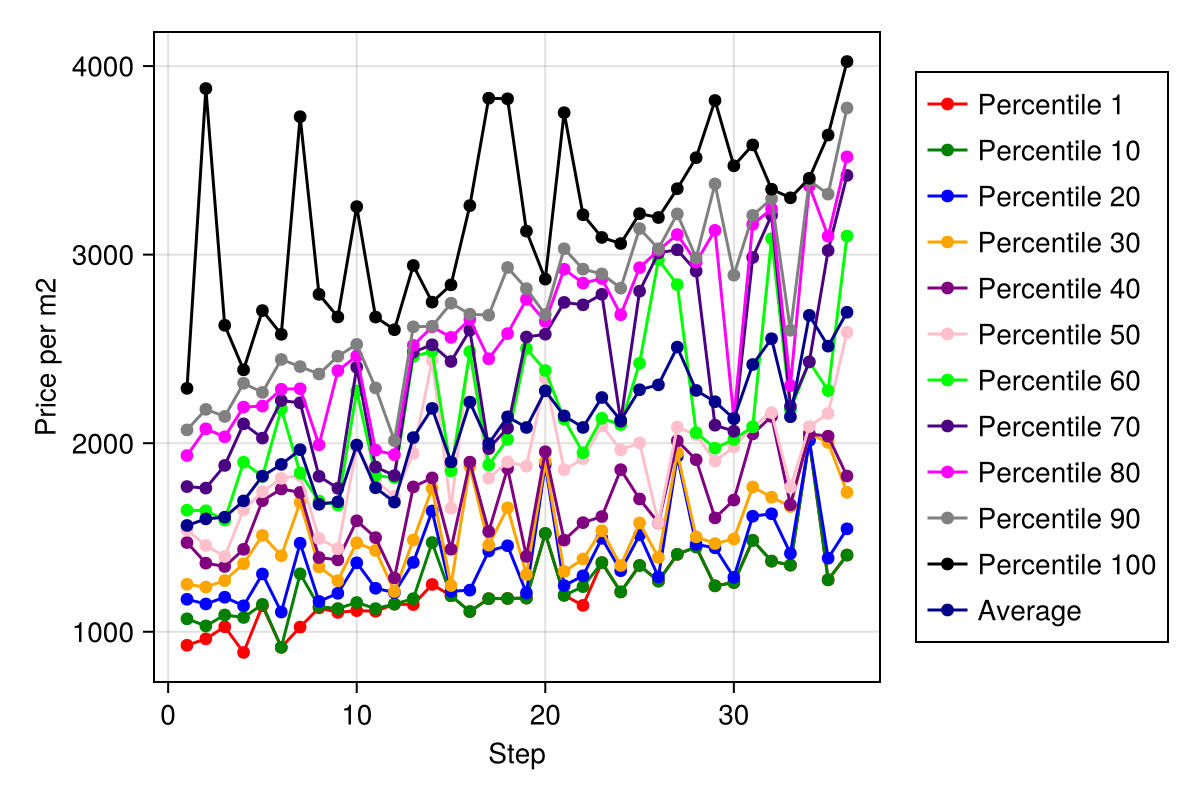 4000
3000
2000
1000
Price per m2
0 10 20 30
Step
Percentile 1
Percentile 10
Percentile 20
Percentile 30
Percentile 40
Percentile 50
Percentile 60
Percentile 70
Percentile 80
Percentile 90
Percentile 100
Average